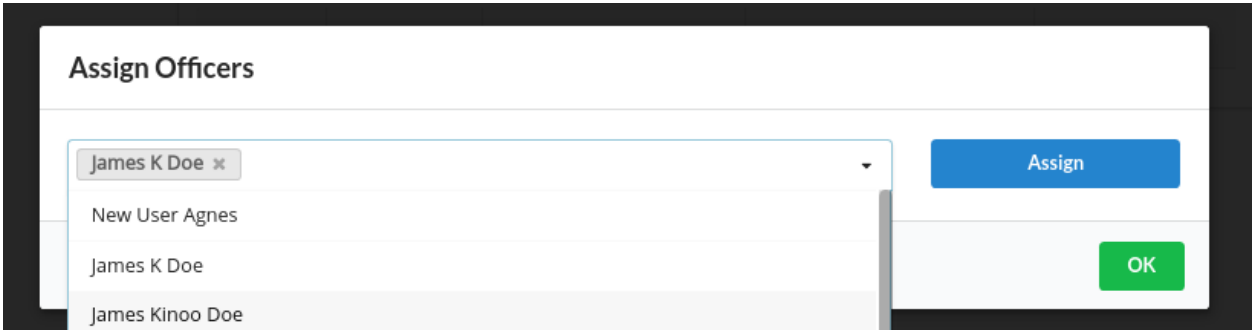 Assign Officers
James K Doe ×
Assign
New User Agnes
James K Doe
OK
James Kinoo Doe